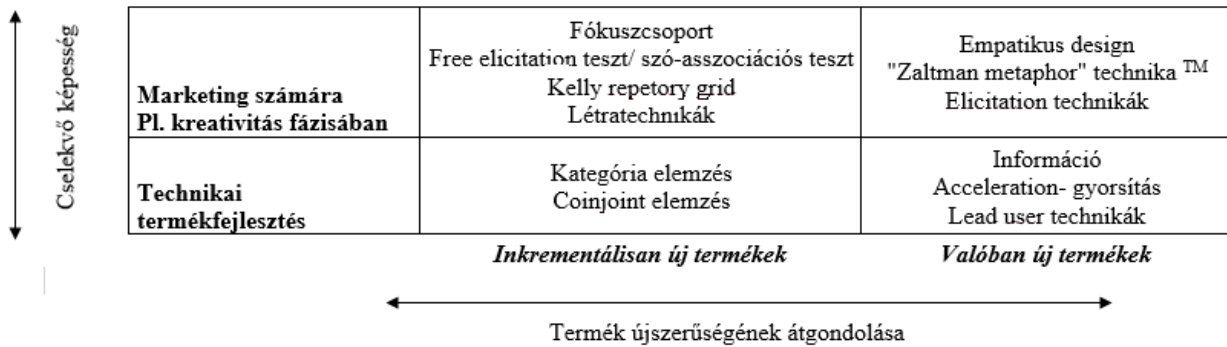 Cselekvő képesség
Marketing számára
Pl. kreativitás fázisában
Fókuszcsoport
Free elicitation teszt/ szó-asszociációs teszt
Kelly repetory grid
Létratechnikák
Empatikus design
"Zaltman metaphor" technika TM
Elicitation technikák
Technikai
termékfejlesztés
Kategória elemzés
Coinjoint elemzés
Információ
Acceleration- gyorsítás
Lead user technikák
Inkrementálisan új termékek
Valóban új termékek
Termék újszerűségének átgondolása